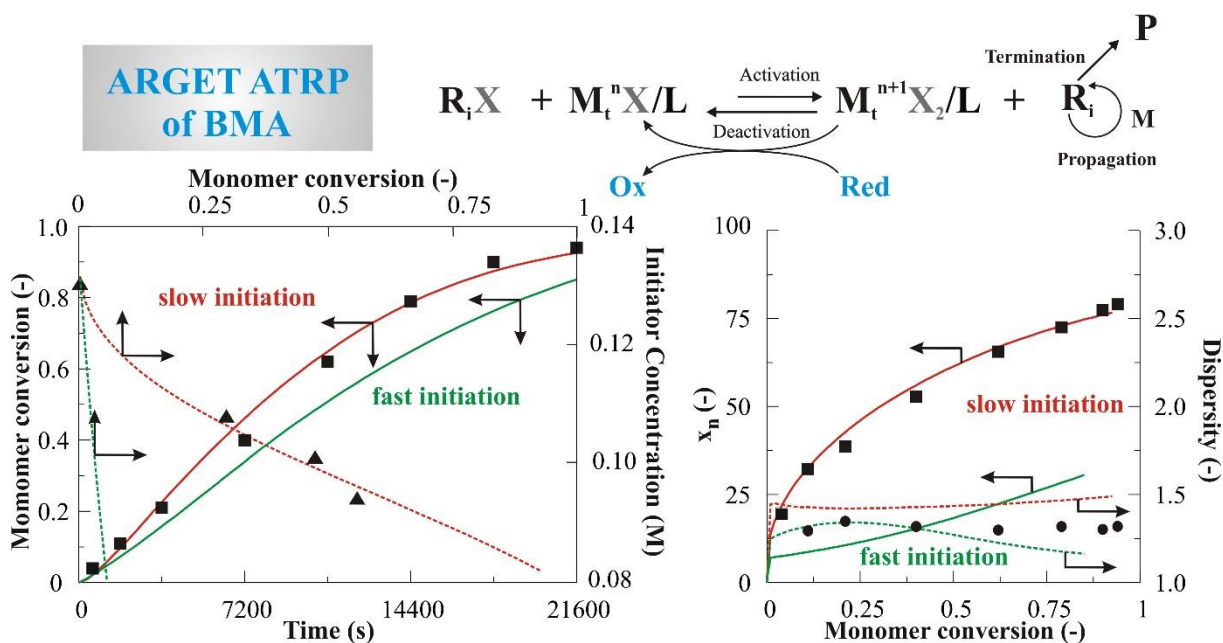 ARGET ATRP
of BMA
RiX + Mt^nX/L Activation Deactivation Mt^n+1X2/L + Ri
Termination
P
M
Propagation
Ox
Red
Monomer conversion (-)
0 0.25 0.5 0.75 1
Momomer conversion (-)
1.0
0.8
0.6
0.4
0.2
0
slow initiation
fast initiation
0.14
0.12
0.10
0.08
Initiator Concentration (M)
0 7200 14400 21600
Time (s)
xn (-)
100
75
50
25
0
slow initiation
fast initiation
3.0
2.5
2.0
1.5
1.0
Dispersity (-)
0 0.25 0.5 0.75 1
Monomer conversion (-)